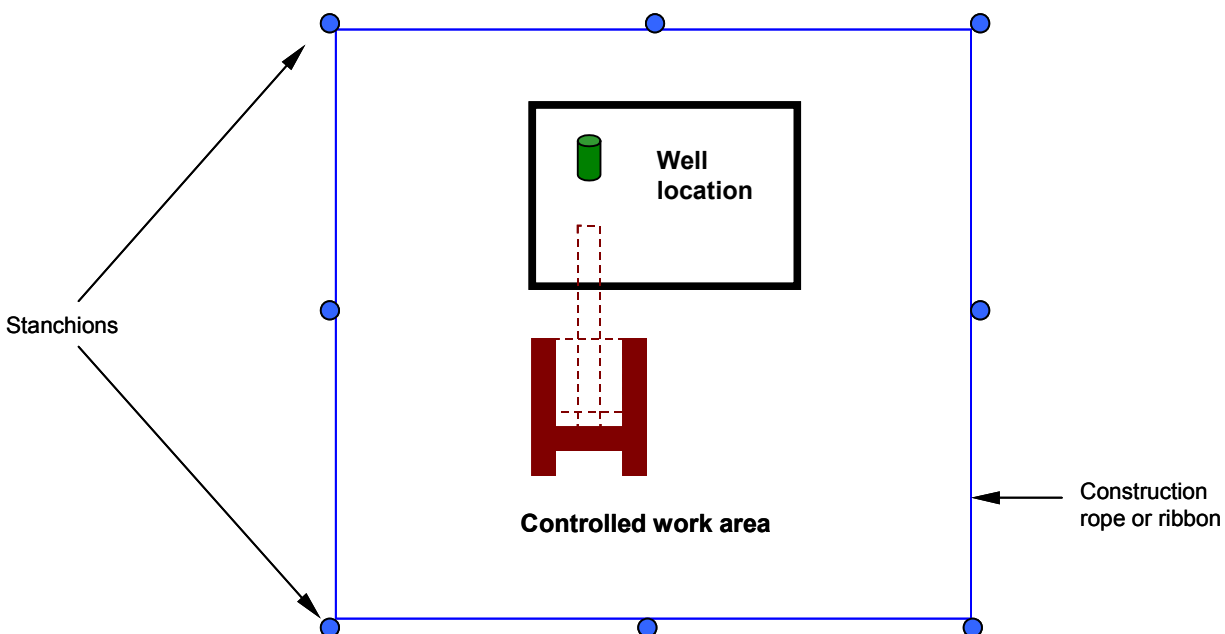 Well
location
Stanchions
Construction
rope or ribbon
Controlled work area